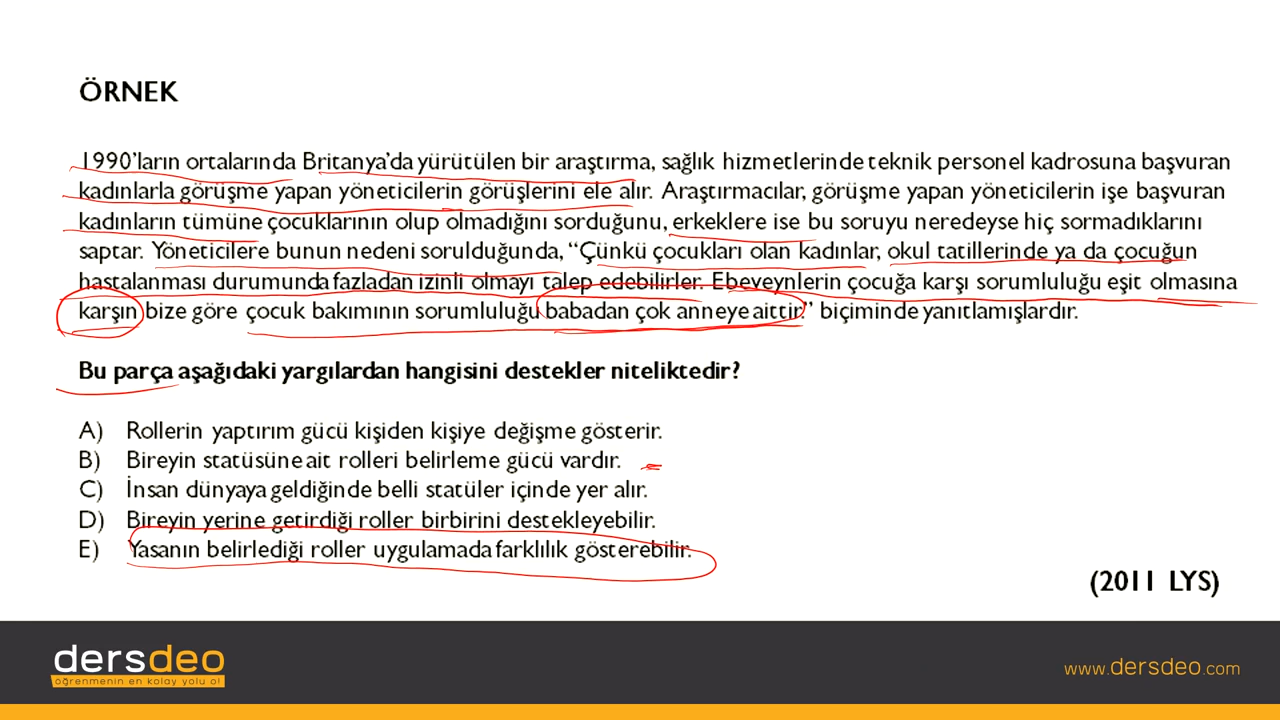 ÖRNEK
1990'ların ortalarında Britanya'da yürütülen bir araştırma, sağlık hizmetlerinde teknik personel kadrosuna başvuran
kadınlarla görüşme yapan yöneticilerin görüşlerini ele alır. Araştırmacılar, görüşme yapan yöneticilerin işe başvuran
kadınların tümüne çocuklarının olup olmadığını sorduğunu, erkeklere ise bu soruyu neredeyse hiç sormadıklarını
saptar. Yöneticilere bunun nedeni sorulduğunda, “Çünkü çocukları olan kadınlar, okul tatillerinde ya da çocuğun
hastalanması durumunda fazladan izinli olmayı talep edebilirler. Ebeveynlerin çocuğa karşı sorumluluğu eşit olmasına
karşın bize göre çocuk bakımının sorumluluğu babadan çok anneye aittir” biçiminde yanıtlamışlardır.
Bu parça aşağıdaki yargılardan hangisini destekler niteliktedir?
A) Rollerin yaptırım gücü kişiden kişiye değişme gösterir.
B) Bireyin statüsüne ait rolleri belirleme gücü vardır.
C) İnsan dünyaya geldiğinde belli statüler içinde yer alır.
D) Bireyin yerine getirdiği roller birbirini destekleyebilir.
E) Yasanın belirlediği roller uygulamada farklılık gösterebilir.
(2011 LYS)
dersdeo
öğrenmenin en kolay yolu o!
www.dersdeo.com